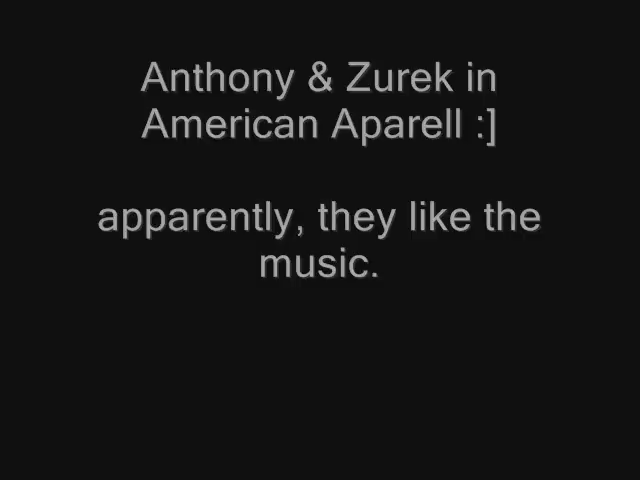 Anthony & Zurek in
American Aparell :]
apparently, they like the
music.